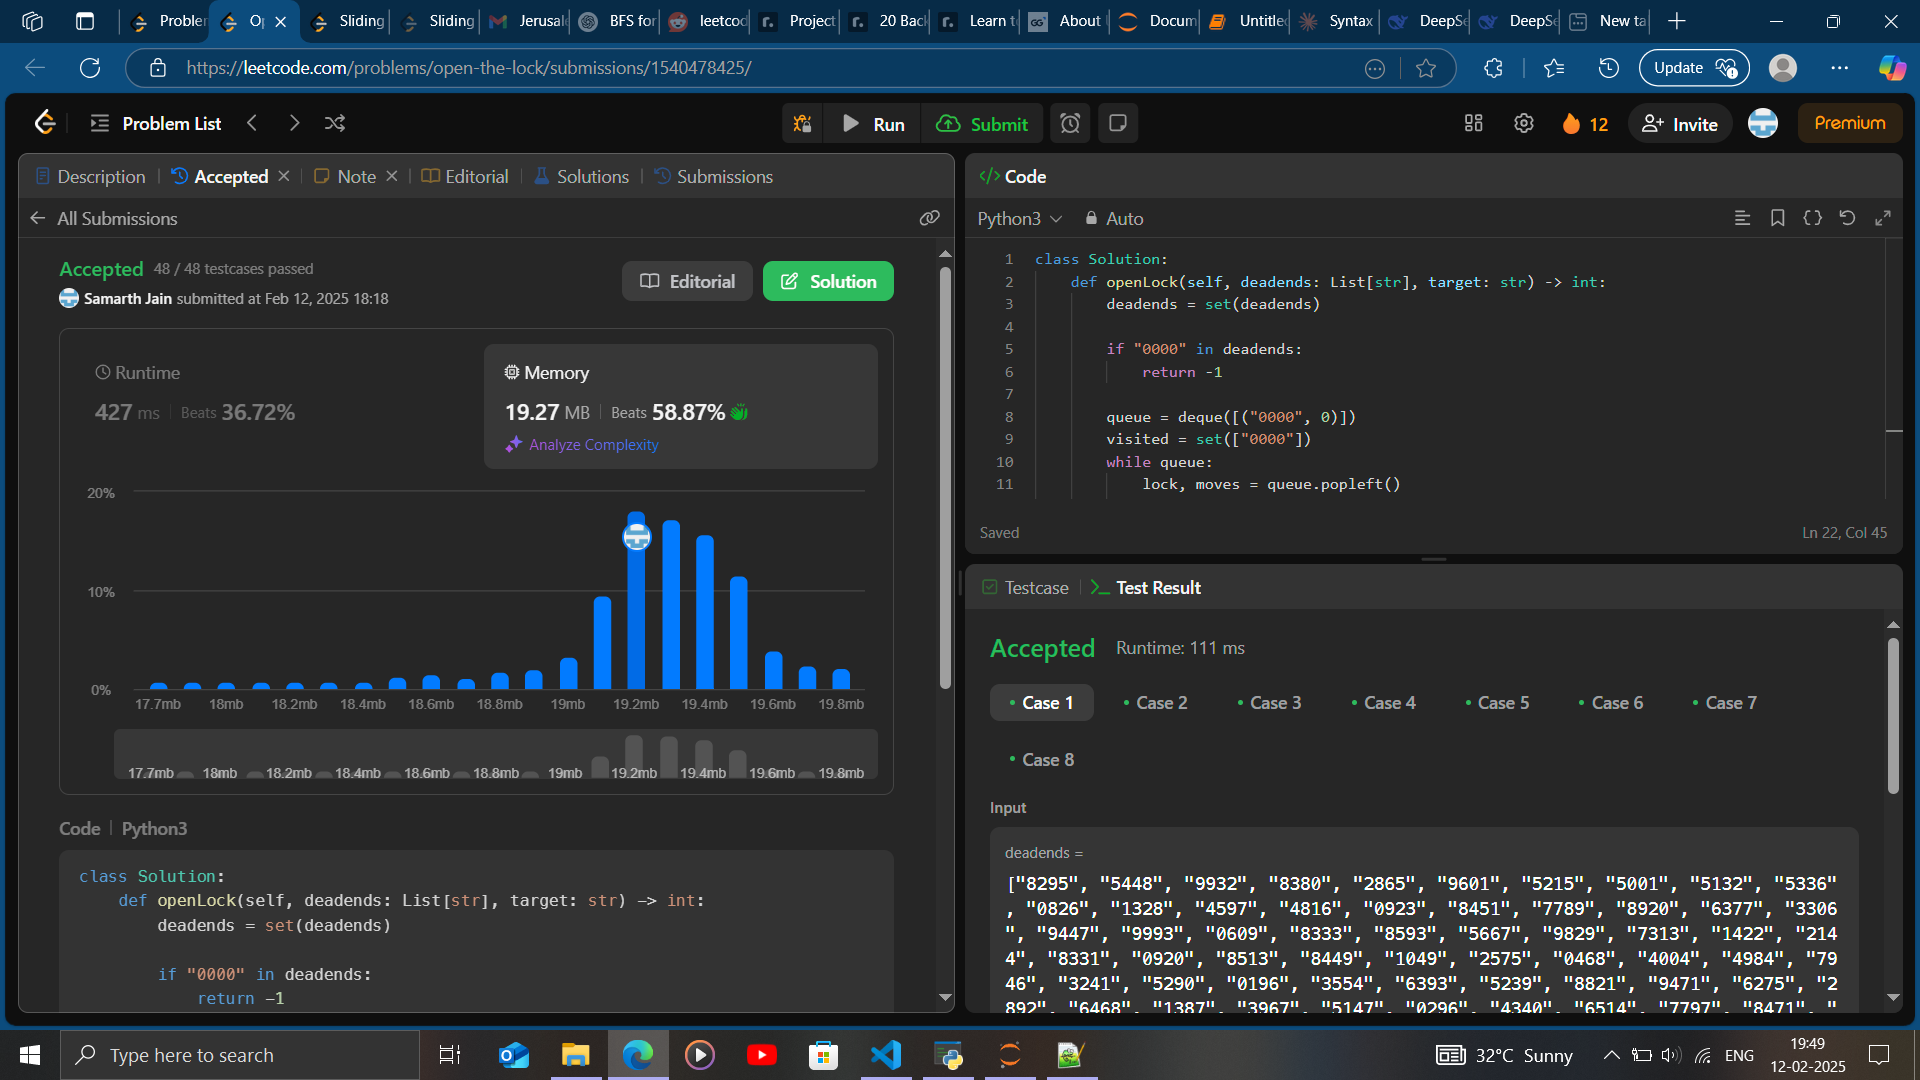 Problem
Op
Sliding
Sliding
Jerusale
BFS for
leetcod
Project
20 Back
Learn to
About
Docum
Untitled
Syntax
DeepSe
DeepSe
New ta
https://leetcode.com/problems/open-the-lock/submissions/1540478425/
Update
Problem List
Run
Submit
12
Invite
Premium
Description
Accepted
Note
Editorial
Solutions
Submissions
All Submissions
Accepted 48 / 48 testcases passed
Samarth Jain submitted at Feb 12, 2025 18:18
Editorial
Solution
Runtime
427 ms | Beats 36.72%
Memory
19.27 MB | Beats 58.87%
Analyze Complexity
20%
10%
0%
17.7mb 18mb 18.2mb 18.4mb 18.6mb 18.8mb 19mb 19.2mb 19.4mb 19.6mb 19.8mb
17.7mb 18mb 18.2mb 18.4mb 18.6mb 18.8mb 19mb 19.2mb 19.4mb 19.6mb 19.8mb
Code | Python3
class Solution:
def openLock(self, deadends: List[str], target: str) -> int:
deadends = set(deadends)
if "0000" in deadends:
return -1
</> Code
Python3
Auto
1 class Solution:
2 def openLock(self, deadends: List[str], target: str) -> int:
3 deadends = set(deadends)
4
5 if "0000" in deadends:
6 return -1
7
8 queue = deque([("0000", 0)])
9 visited = set(["0000"])
10 while queue:
11 lock, moves = queue.popleft()
Saved
Ln 22, Col 45
Testcase
Test Result
Accepted Runtime: 111 ms
Case 1 Case 2 Case 3 Case 4 Case 5 Case 6 Case 7
Case 8
Input
deadends =
["8295", "5448", "9932", "8380", "2865", "9601", "5215", "5001", "5132", "5336"
, "0826", "1328", "4597", "4816", "0923", "8451", "7789", "8920", "6377", "3306
", "9447", "9993", "0609", "8333", "8593", "5667", "9829", "7313", "1422", "214
4", "8331", "0920", "8513", "8449", "1049", "2575", "0468", "4004", "4984", "79
46", "3241", "5290", "0196", "3554", "6393", "5239", "8821", "9471", "6275", "2
892", "6468", "1387", "3967", "5147", "0296", "4340", "6514", "7797", "8471", "
Type here to search
32°C Sunny
ENG
19:49
12-02-2025